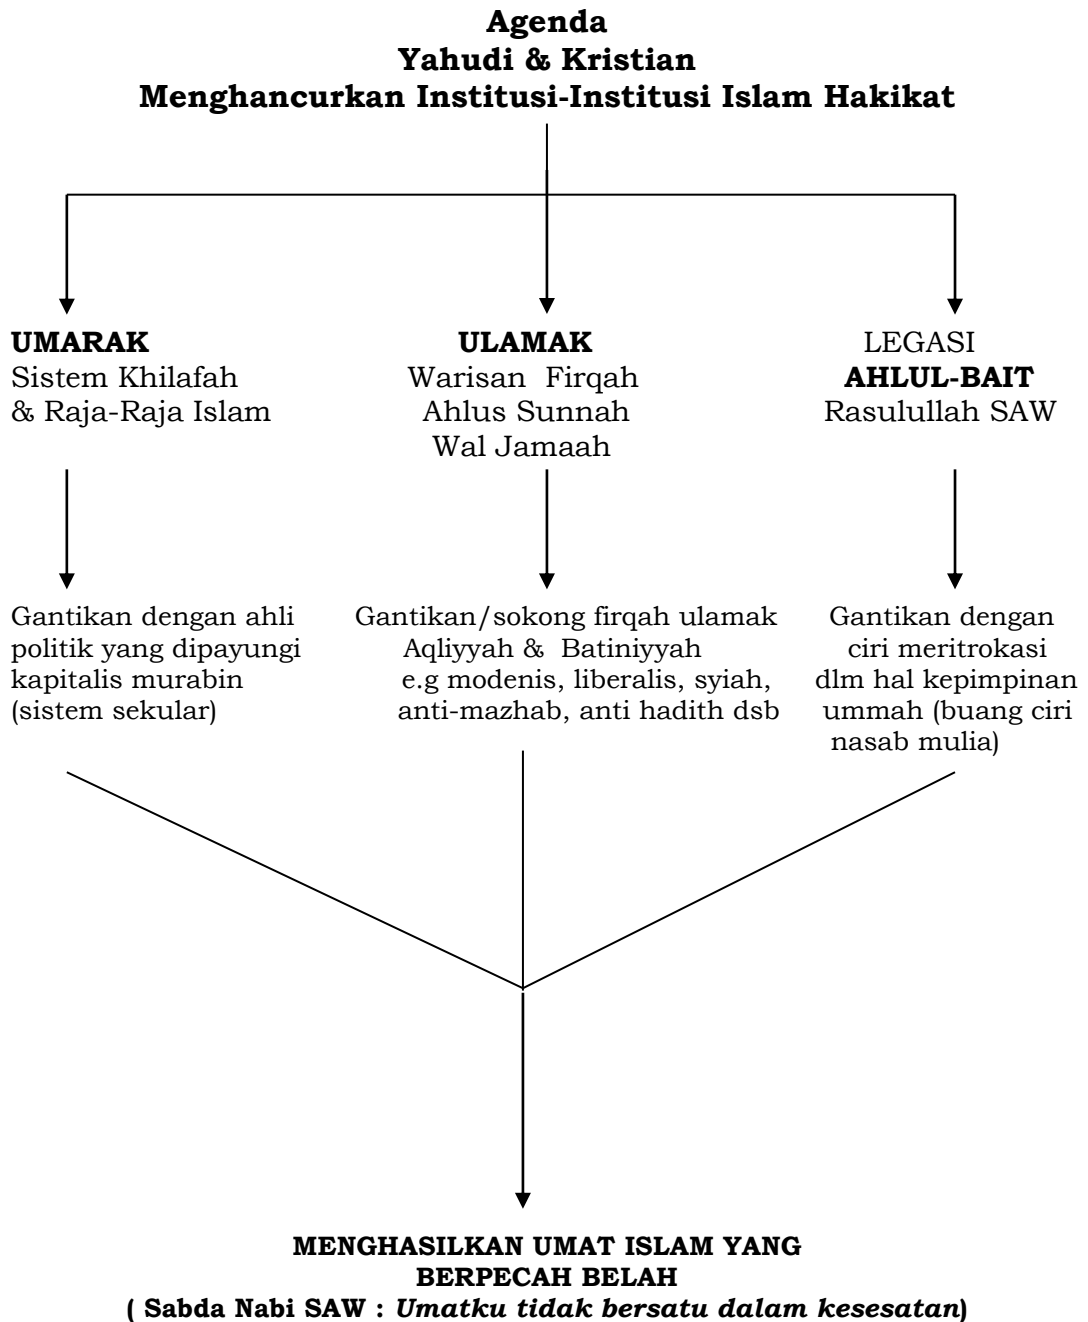 Agenda
Yahudi & Kristian
Menghancurkan Institusi-Institusi Islam Hakikat
UMARAK
Sistem Khilafah
& Raja-Raja Islam
ULAMAK
Warisan Firqah
Ahlus Sunnah
Wal Jamaah
LEGASI
AHLUL-BAIT
Rasulullah SAW
Gantikan dengan ahli
politik yang dipayungi
kapitalis murabin
(sistem sekular)
Gantikan/sokong firqah ulamak
Aqliyyah & Batiniyyah
e.g modenis, liberalis, syiah,
anti-mazhab, anti hadith dsb
Gantikan dengan
ciri meritrokasi
dlm hal kepimpinan
ummah (buang ciri
nasab mulia)
MENGHASILKAN UMAT ISLAM YANG
BERPECAH BELAH
( Sabda Nabi SAW : Umatku tidak bersatu dalam kesesatan)